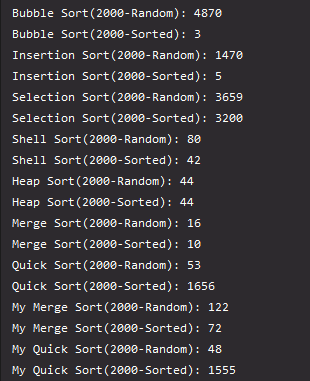 Bubble Sort(2000-Random): 4870
Bubble Sort(2000-Sorted): 3
Insertion Sort(2000-Random): 1470
Insertion Sort(2000-Sorted): 5
Selection Sort(2000-Random): 3659
Selection Sort(2000-Sorted): 3200
Shell Sort(2000-Random): 80
Shell Sort(2000-Sorted): 42
Heap Sort(2000-Random): 44
Heap Sort(2000-Sorted): 44
Merge Sort(2000-Random): 16
Merge Sort(2000-Sorted): 10
Quick Sort(2000-Random): 53
Quick Sort(2000-Sorted): 1656
My Merge Sort(2000-Random): 122
My Merge Sort(2000-Sorted): 72
My Quick Sort(2000-Random): 48
My Quick Sort(2000-Sorted): 1555